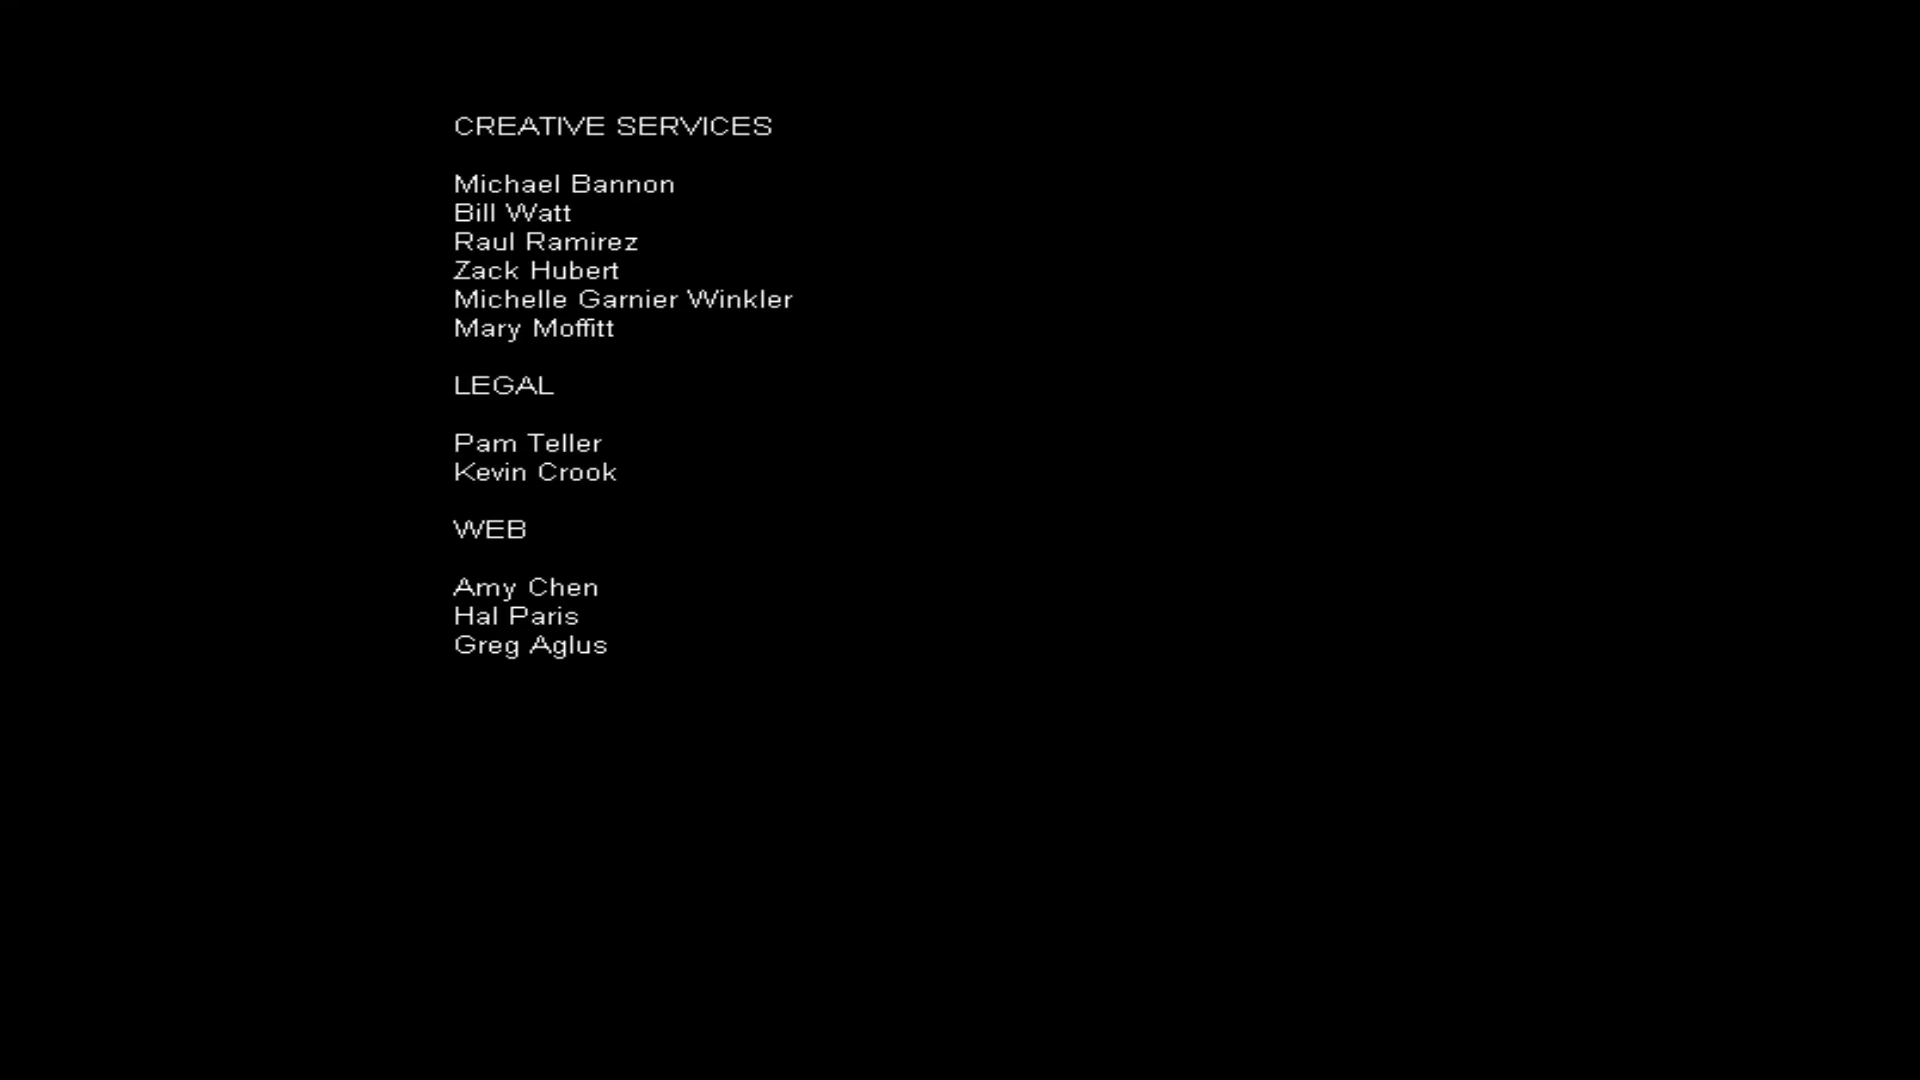 CREATIVE SERVICES
Michael Bannon
Bill Watt
Raul Ramirez
Zack Hubert
Michelle Garnier Winkler
Mary Moffitt
LEGAL
Pam Teller
Kevin Crook
WEB
Amy Chen
Hal Paris
Greg Aglus